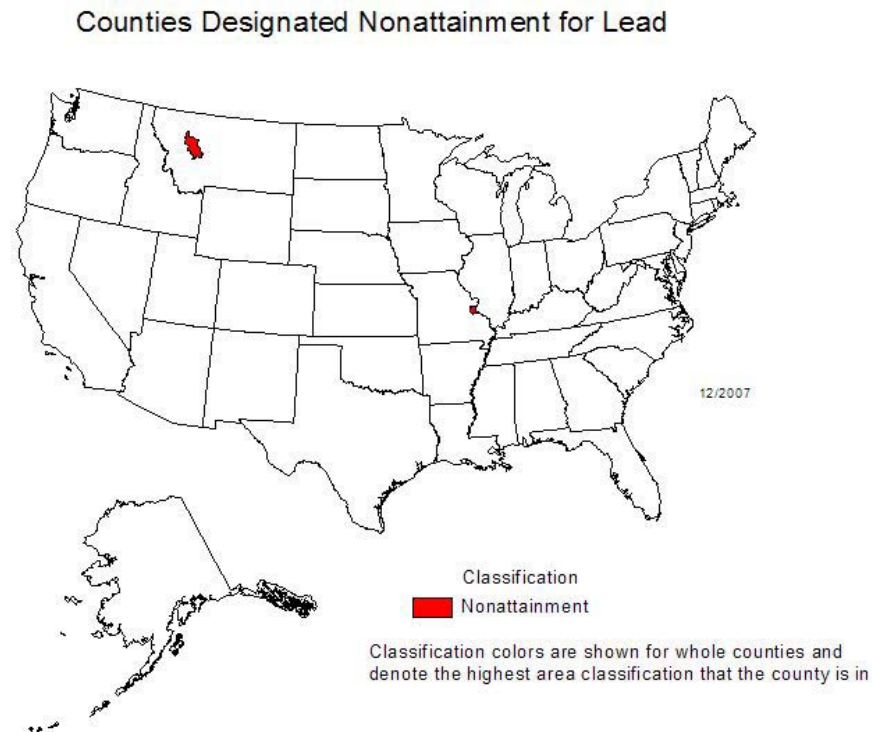 Counties Designated Nonattainment for Lead
12/2007
Classification
Nonattainment
Classification colors are shown for whole counties and
denote the highest area classification that the county is in